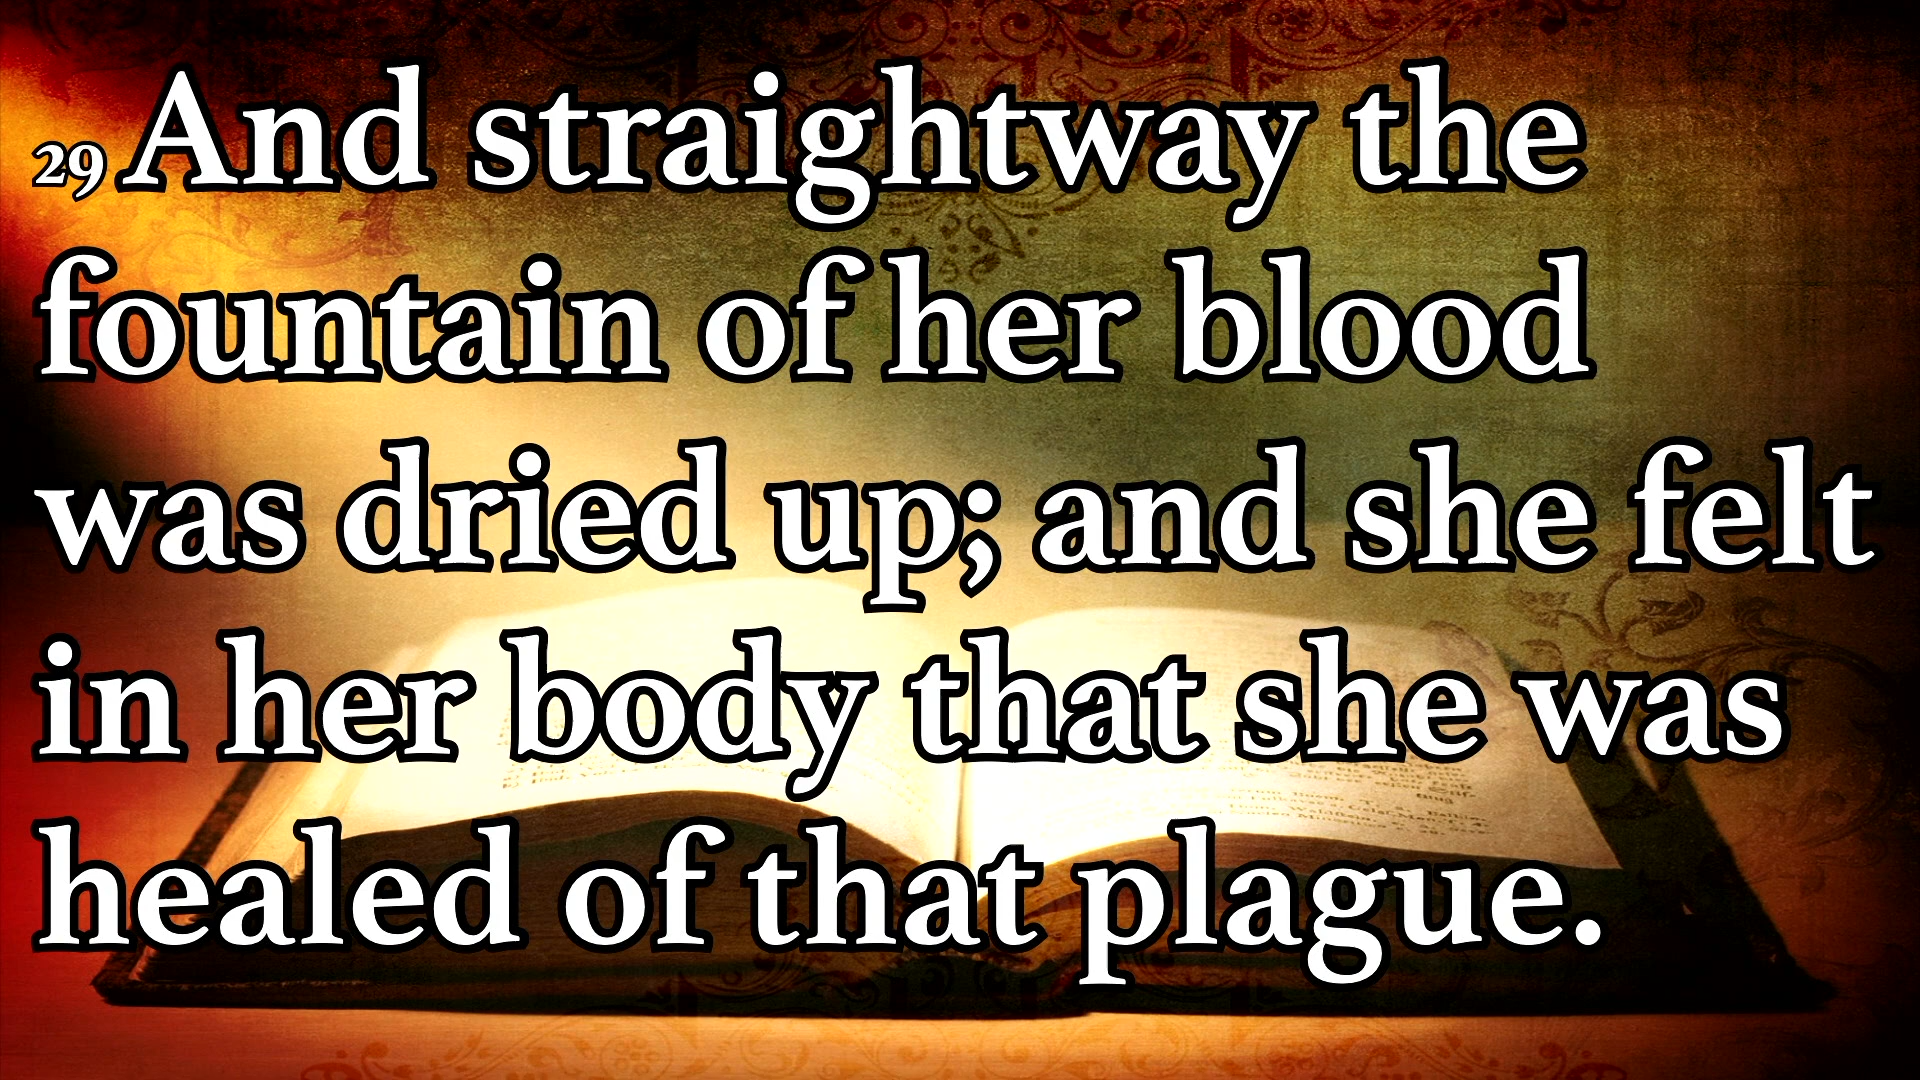 29 And straightway the
fountain of her blood
was dried up; and she felt
in her body that she was
healed of that plague.